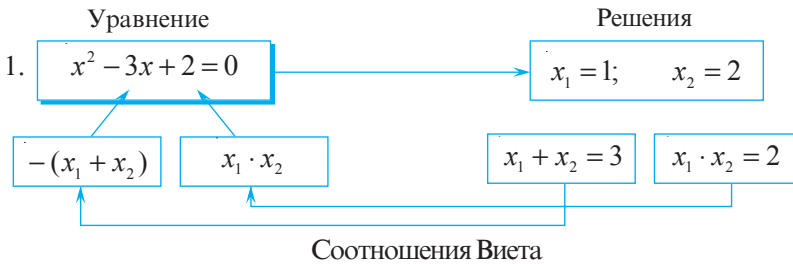 Уравнение Решения
1. x² − 3x + 2 = 0 x₁ = 1; x₂ = 2
−(x₁ + x₂) x₁ · x₂ x₁ + x₂ = 3 x₁ · x₂ = 2
Соотношения Виета